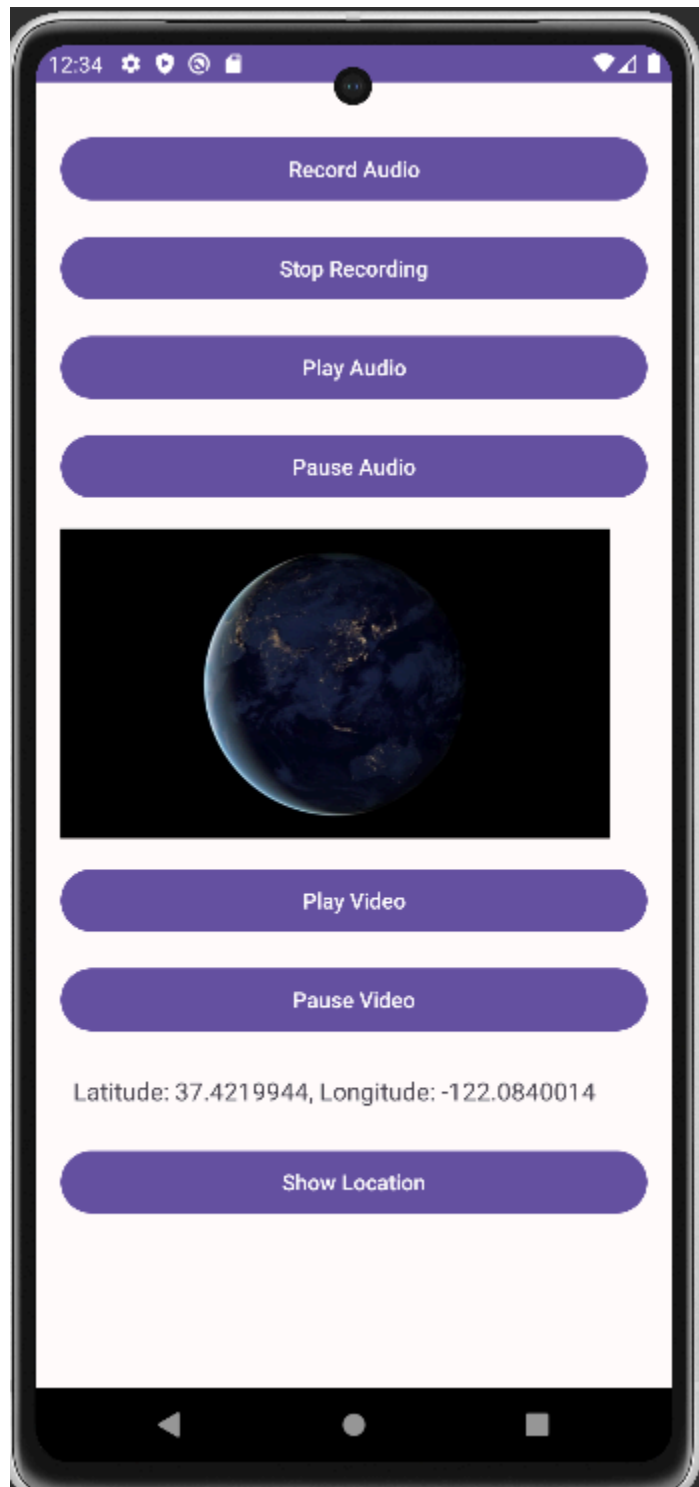 12:34
Record Audio
Stop Recording
Play Audio
Pause Audio
Play Video
Pause Video
Latitude: 37.4219944, Longitude: -122.0840014
Show Location